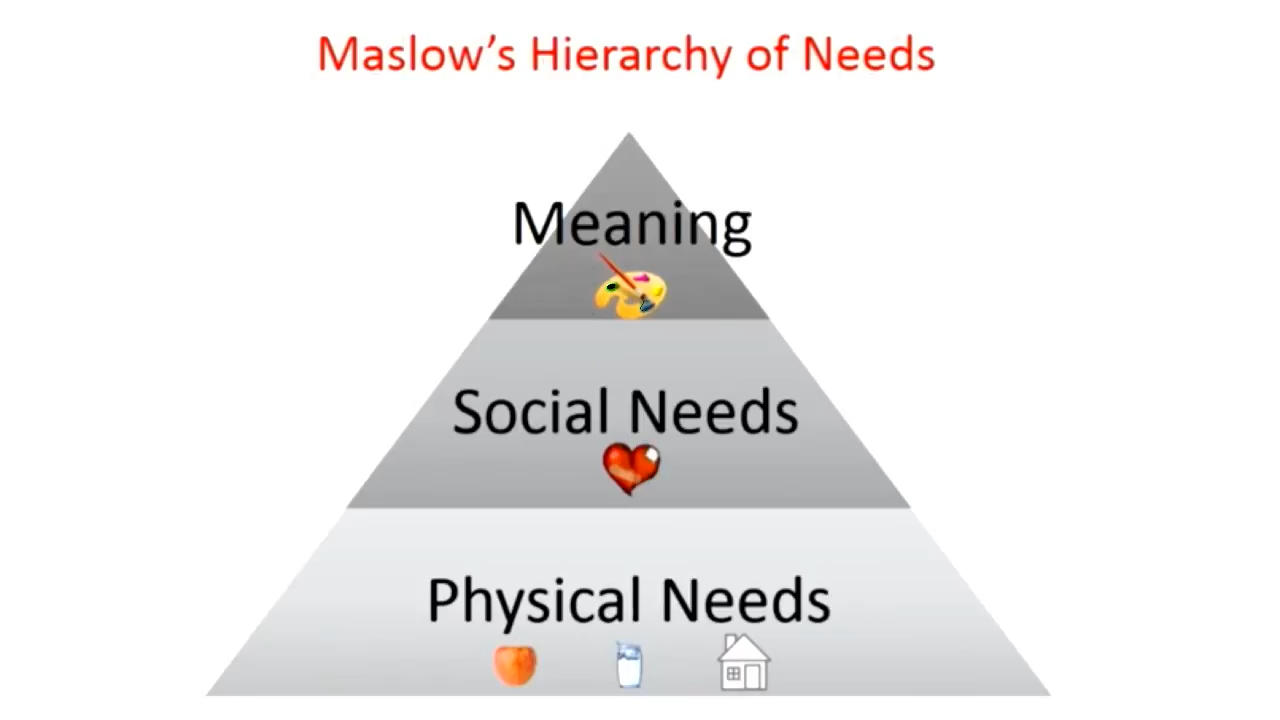 Maslow’s Hierarchy of Needs
Meaning
Social Needs
Physical Needs